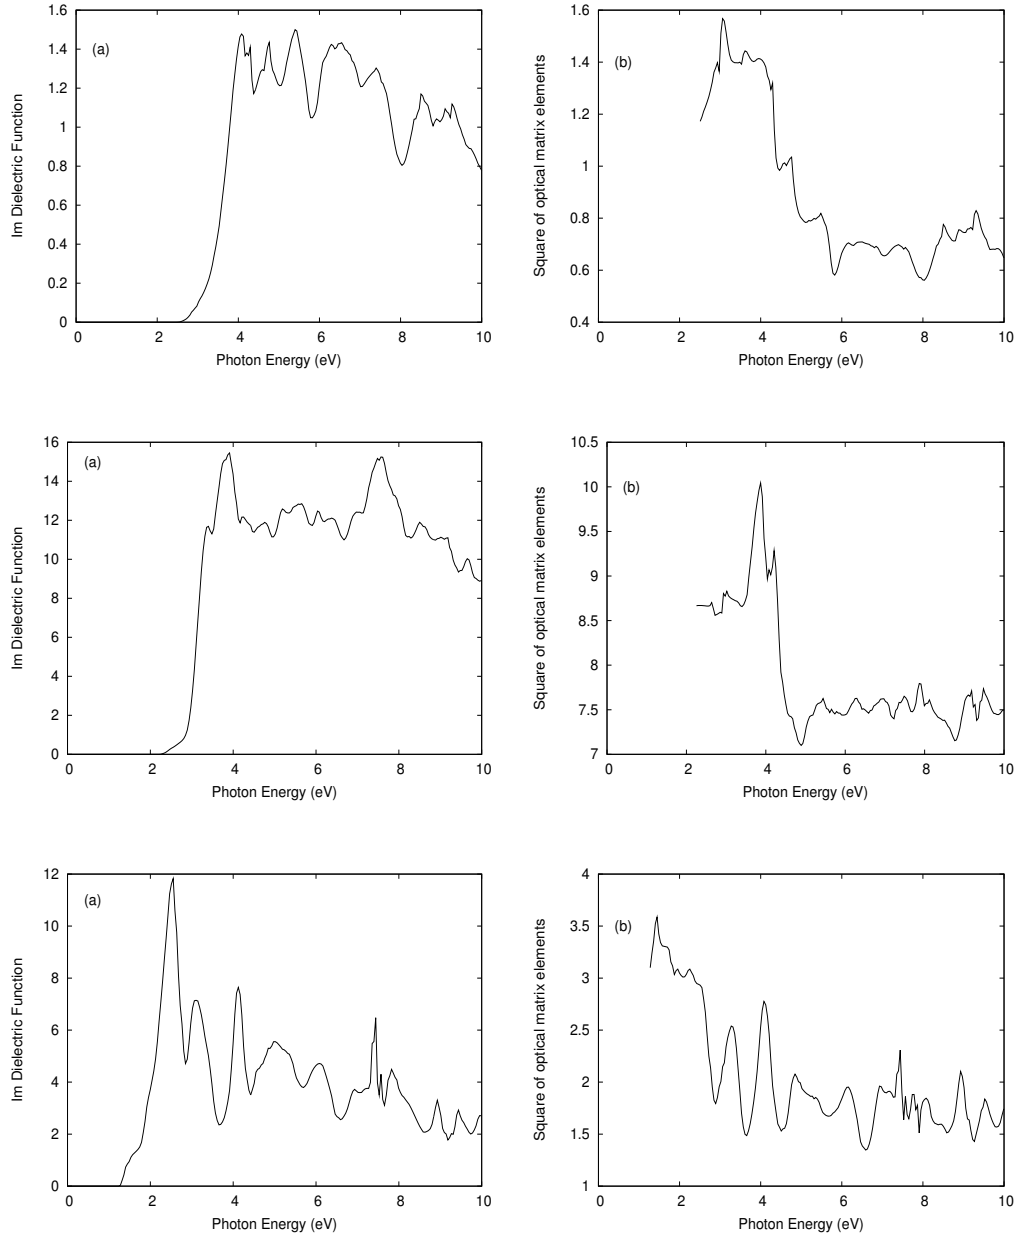 1.6
1.4
1.2
1
0.8
0.6
0.4
0.2
0
Im Dielectric Function
(a)
0 2 4 6 8 10
Photon Energy (eV)
1.6
1.4
1.2
1
0.8
0.6
0.4
Square of optical matrix elements
(b)
0 2 4 6 8 10
Photon Energy (eV)
16
14
12
10
8
6
4
2
0
Im Dielectric Function
(a)
0 2 4 6 8 10
Photon Energy (eV)
10.5
10
9.5
9
8.5
8
7.5
7
Square of optical matrix elements
(b)
0 2 4 6 8 10
Photon Energy (eV)
12
10
8
6
4
2
0
Im Dielectric Function
(a)
0 2 4 6 8 10
Photon Energy (eV)
4
3.5
3
2.5
2
1.5
1
Square of optical matrix elements
(b)
0 2 4 6 8 10
Photon Energy (eV)